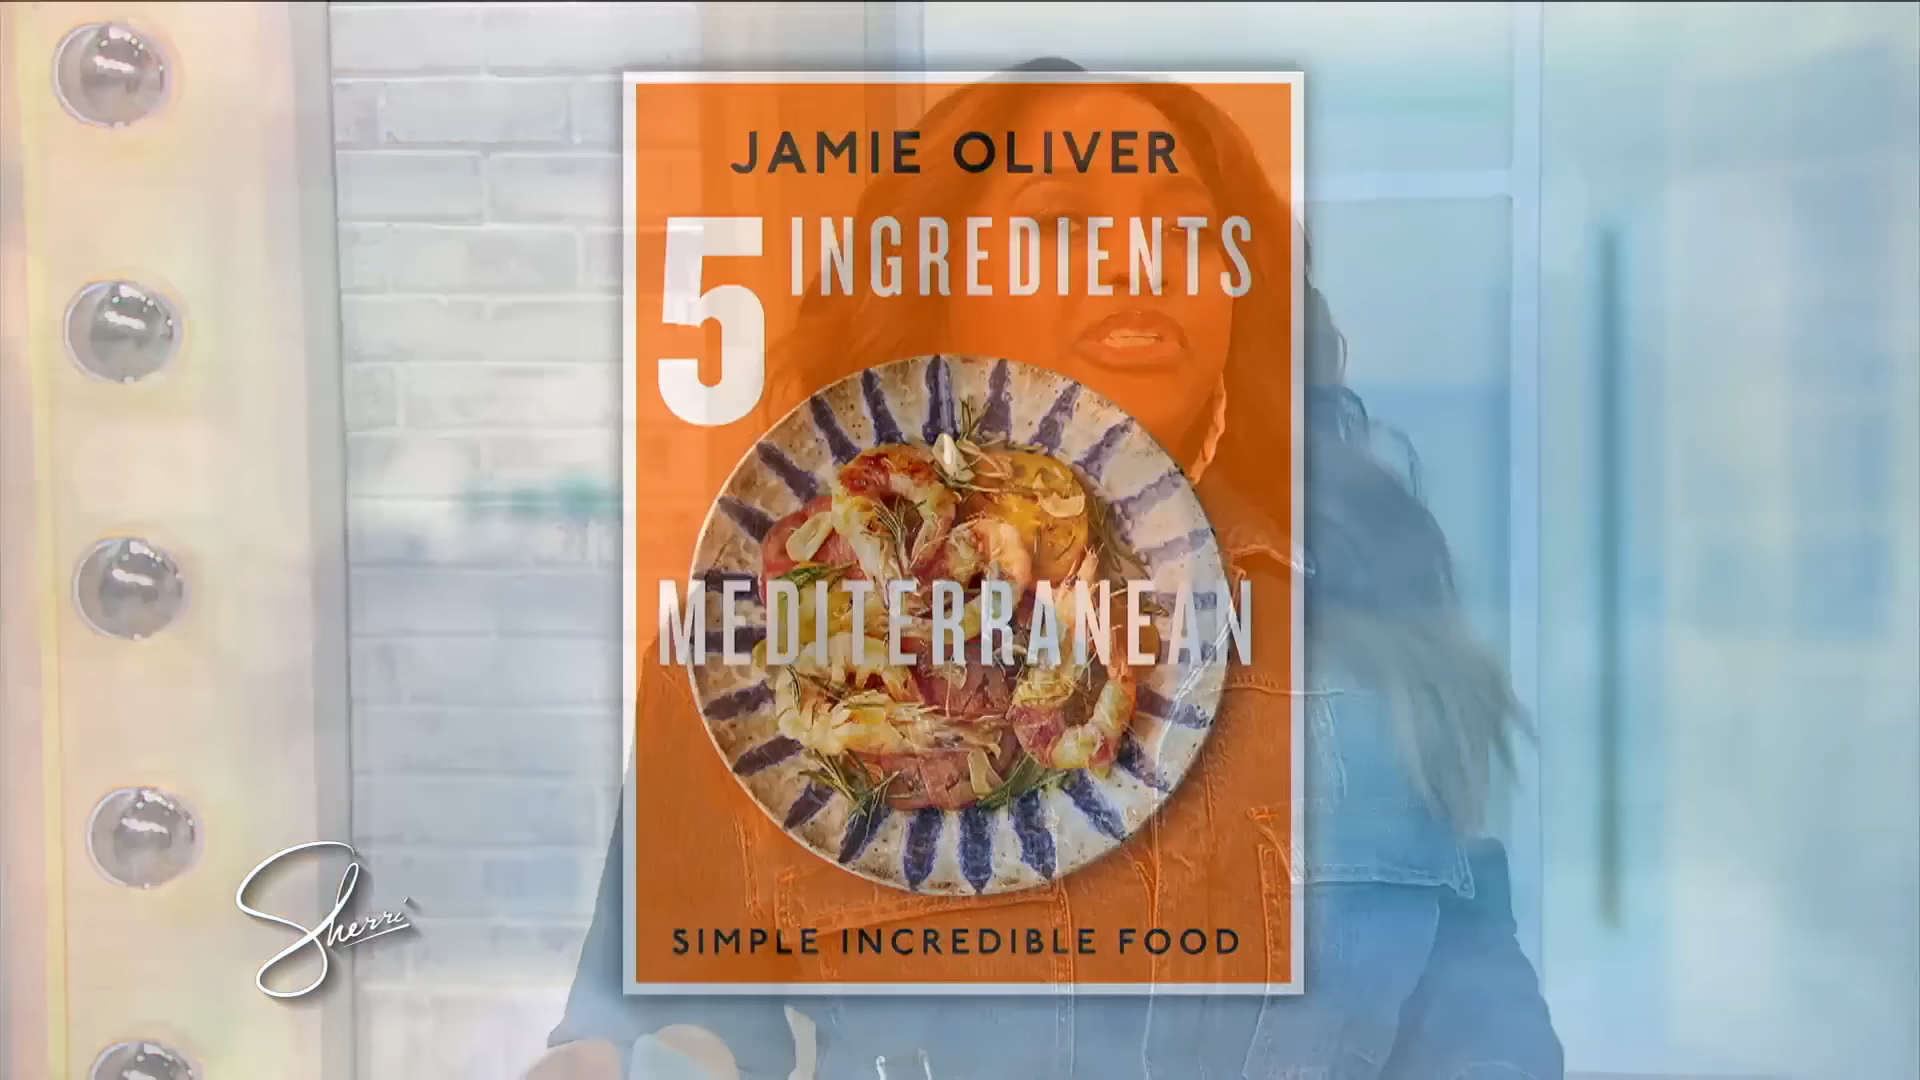 JAMIE OLIVER
5 INGREDIENTS
MEDITERRANEAN
SIMPLE INCREDIBLE FOOD
Sherri